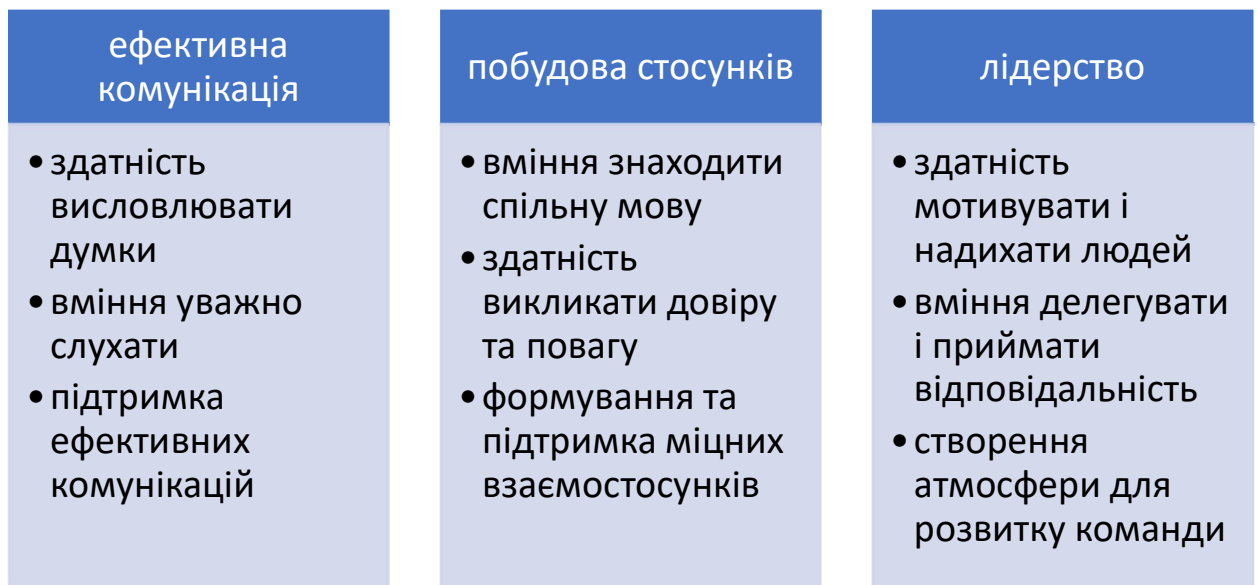 ефективна
комунікація
• здатність
висловлювати
думки
• вміння уважно
слухати
• підтримка
ефективних
комунікацій
побудова стосунків
• вміння знаходити
спільну мову
• здатність
викликати довіру
та повагу
• формування та
підтримка міцних
взаємостосунків
лідерство
• здатність
мотивувати і
надихати людей
• вміння делегувати
і приймати
відповідальність
• створення
атмосфери для
розвитку команди